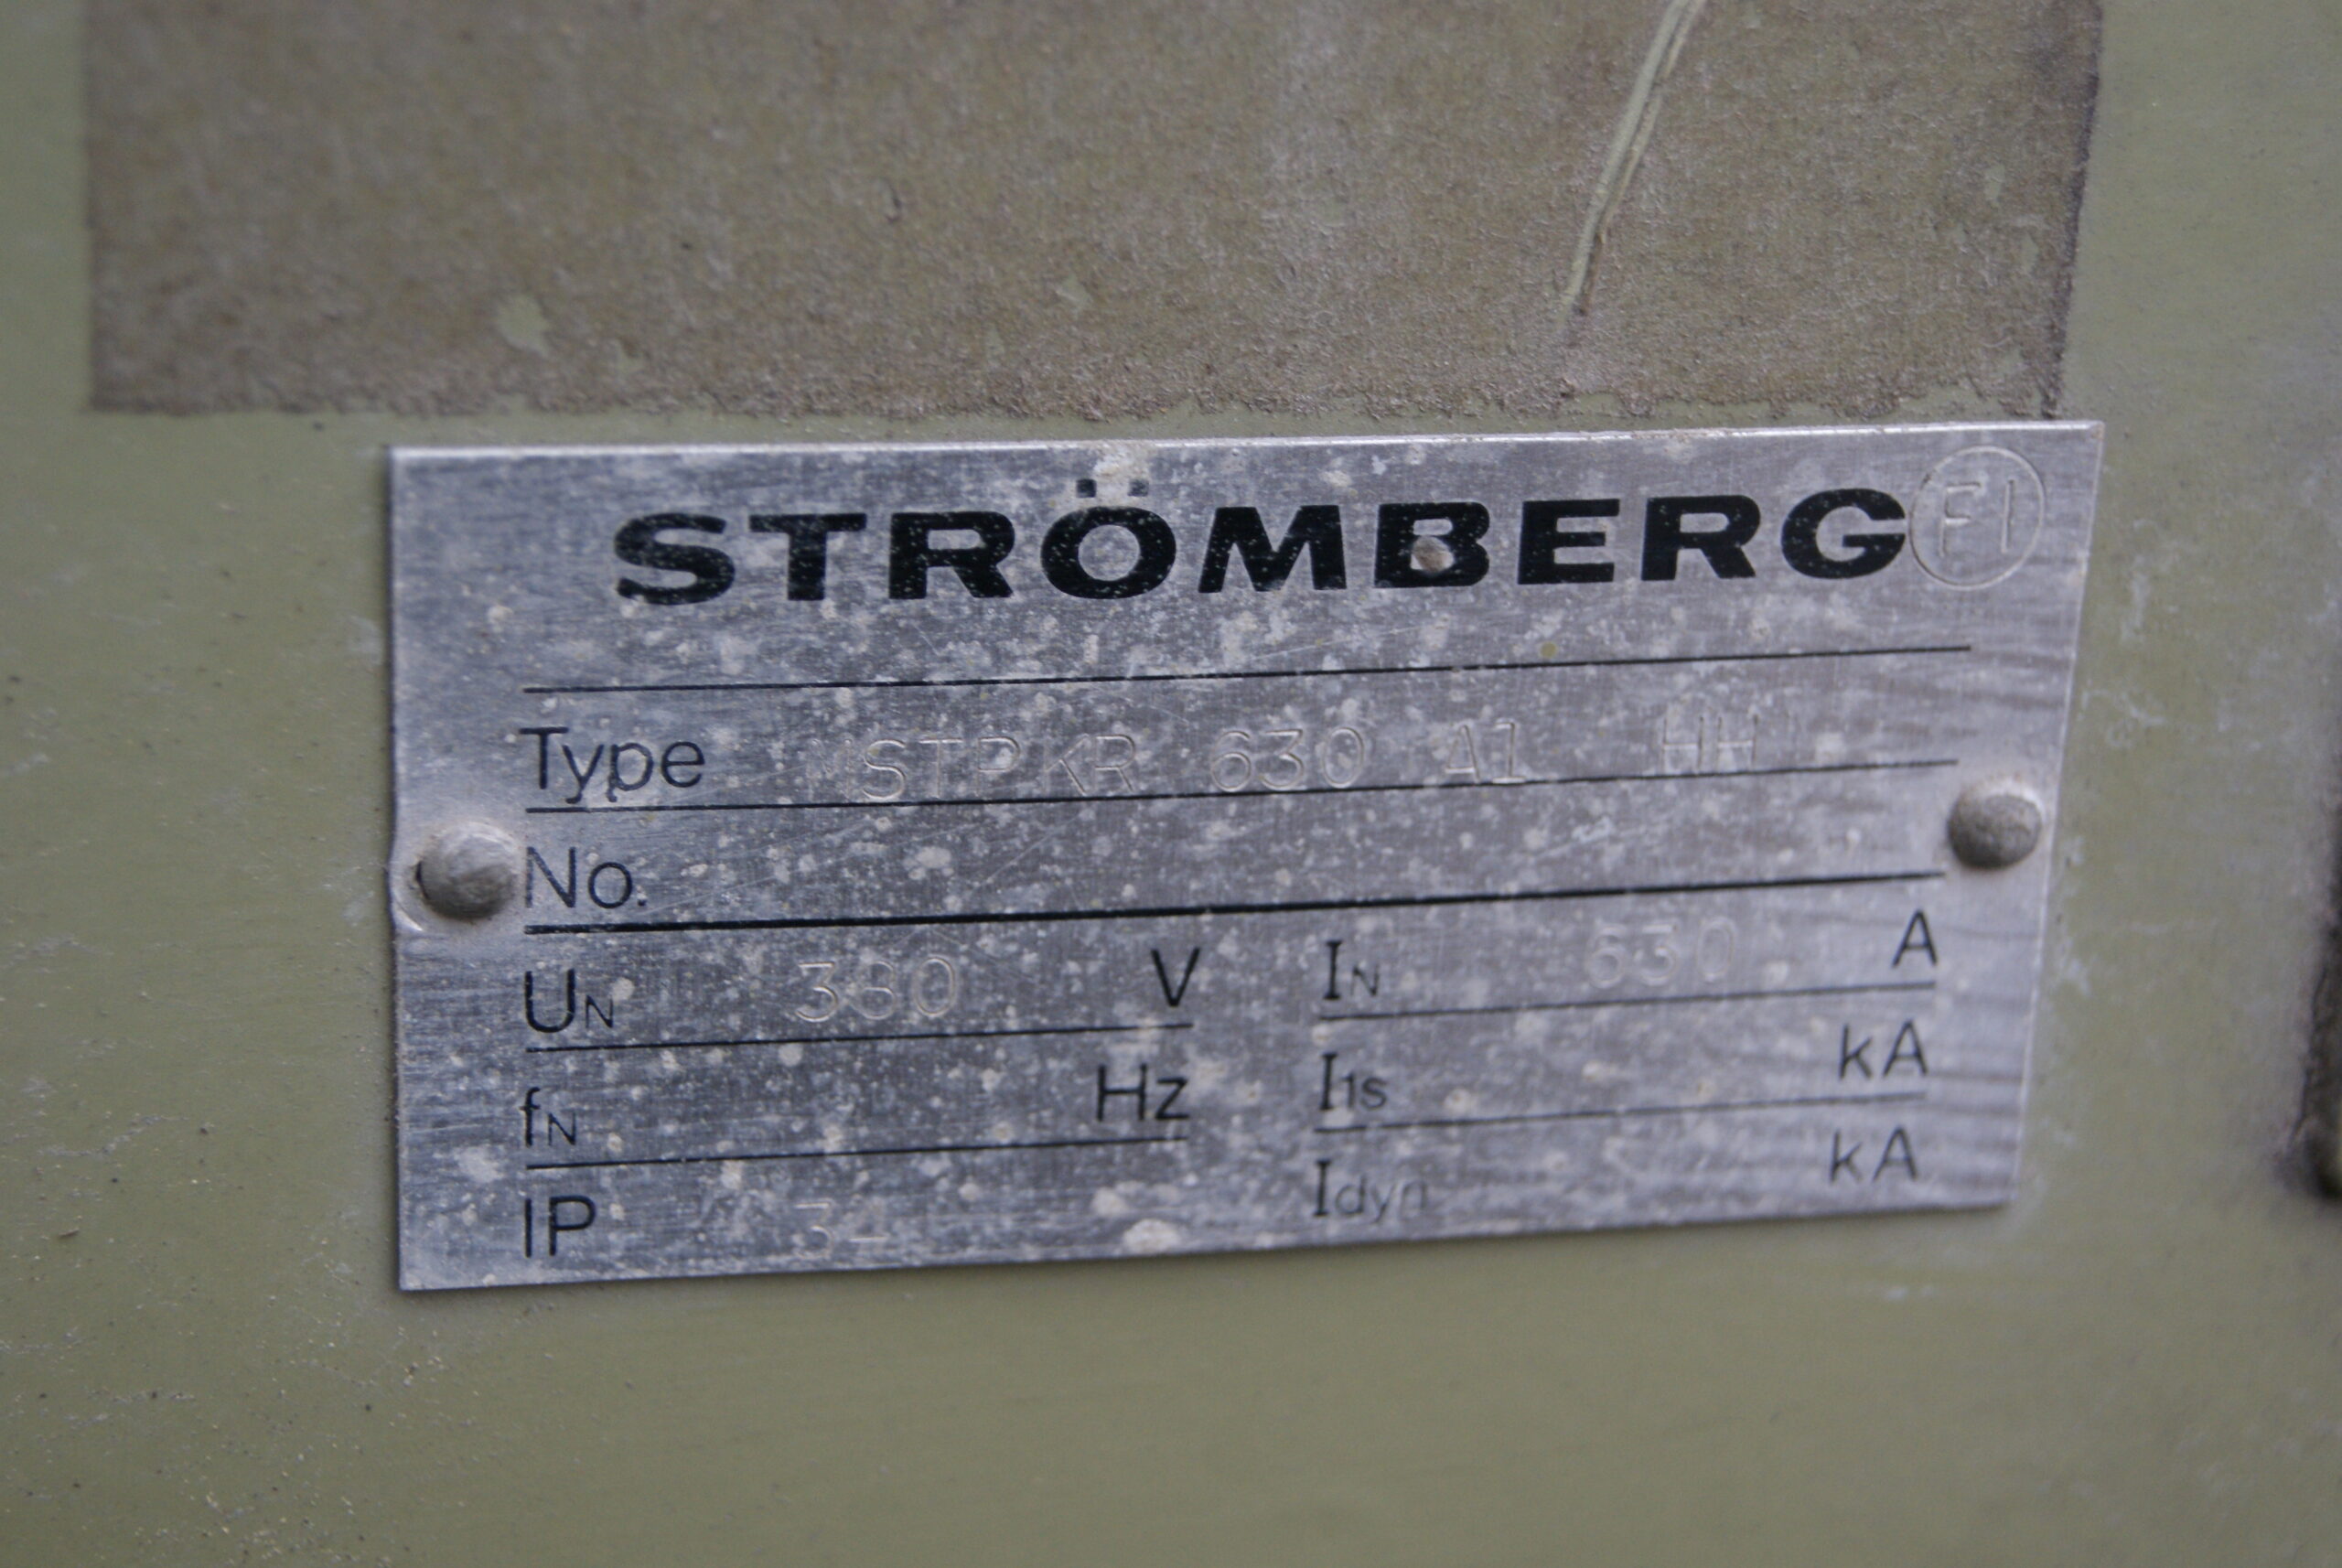 STRÖMBERG FI
Type MSTPKR 630 A1 HH
No.
UN 380 V IN 630 A
fN Hz I1s kA
IP 34 Idyn kA